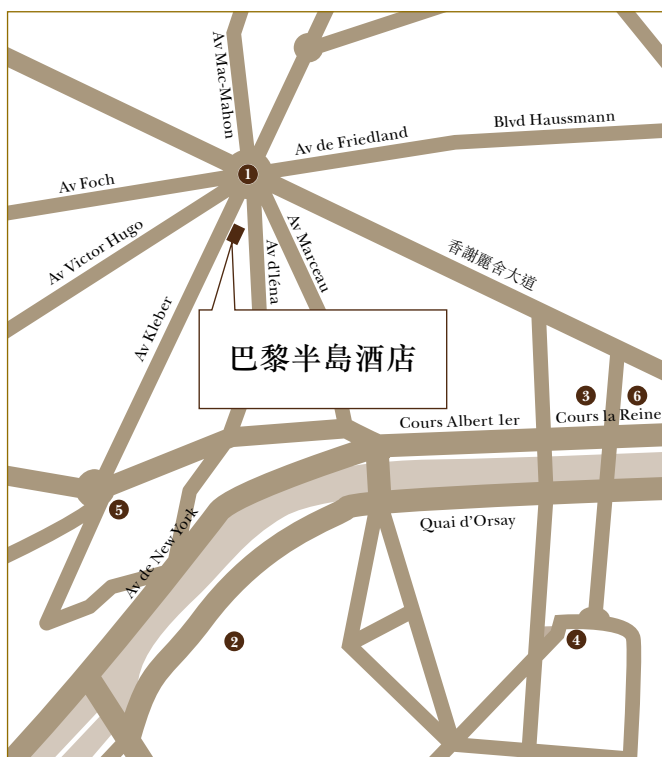 Av Mac-Mahon
Blvd Haussmann
Av de Friedland
1
Av Foch
Av Victor Hugo
Av Marceau
Av d'Iéna
香謝麗舍大道
Av Kleber
巴黎半島酒店
3
6
Cours Albert 1er
Cours la Reine
5
Quai d'Orsay
Av de New York
2
4